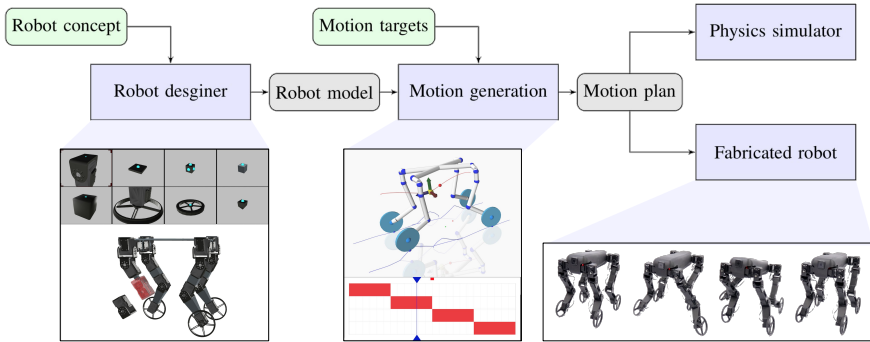 Robot concept
Motion targets
Physics simulator
Robot desginer
Robot model
Motion generation
Motion plan
Fabricated robot